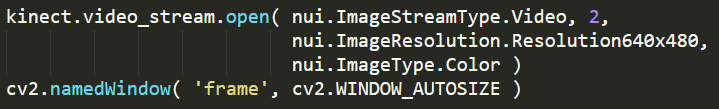 kinect.video_stream.open( nui.ImageStreamType.Video, 2,
nui.ImageResolution.Resolution640x480,
nui.ImageType.Color )
cv2.namedWindow( 'frame', cv2.WINDOW_AUTOSIZE )